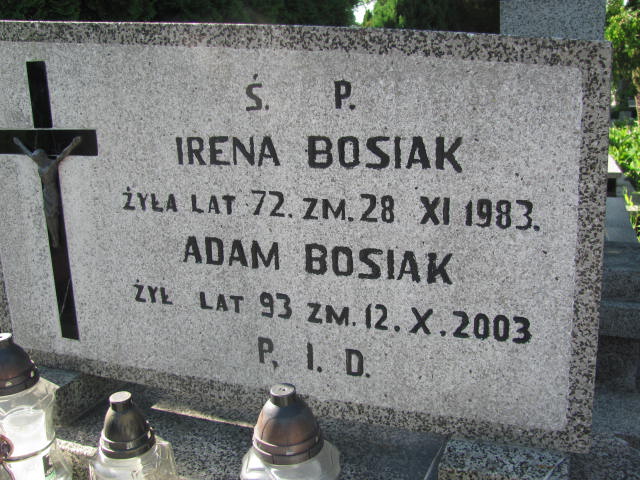 Ś. P.
IRENA BOSIAK
ŻYŁA LAT 72. ZM. 28 XI 1983.
ADAM BOSIAK
ŻYŁ LAT 93 ZM. 12. X. 2003
P. I. D.